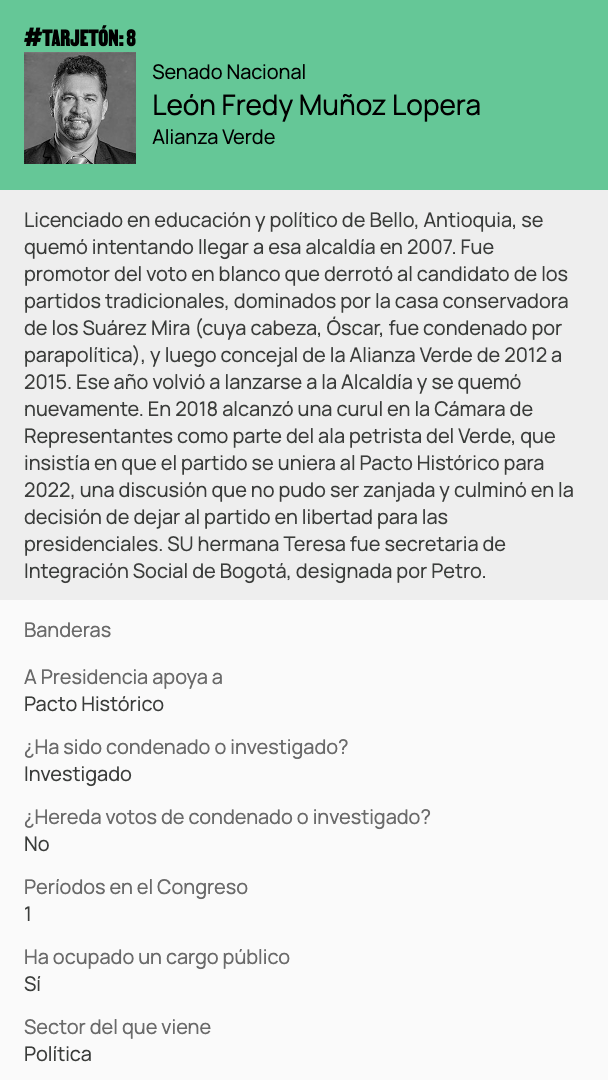 #TARJETÓN: 8
Senado Nacional
León Fredy Muñoz Lopera
Alianza Verde
Licenciado en educación y político de Bello, Antioquia, se
quemó intentando llegar a esa alcaldía en 2007. Fue
promotor del voto en blanco que derrotó al candidato de los
partidos tradicionales, dominados por la casa conservadora
de los Suárez Mira (cuya cabeza, Óscar, fue condenado por
parapolítica), y luego concejal de la Alianza Verde de 2012 a
2015. Ese año volvió a lanzarse a la Alcaldía y se quemó
nuevamente. En 2018 alcanzó una curul en la Cámara de
Representantes como parte del ala petrista del Verde, que
insistía en que el partido se uniera al Pacto Histórico para
2022, una discusión que no pudo ser zanjada y culminó en la
decisión de dejar al partido en libertad para las
presidenciales. SU hermana Teresa fue secretaria de
Integración Social de Bogotá, designada por Petro.
Banderas
A Presidencia apoya a
Pacto Histórico
¿Ha sido condenado o investigado?
Investigado
¿Hereda votos de condenado o investigado?
No
Períodos en el Congreso
1
Ha ocupado un cargo público
Sí
Sector del que viene
Política